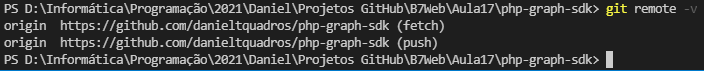 PS D:\Informática\Programação\2021\Daniel\Projetos GitHub\B7Web\Aula17\php-graph-sdk> git remote -v
origin  https://github.com/danieltquadros/php-graph-sdk (fetch)
origin  https://github.com/danieltquadros/php-graph-sdk (push)
PS D:\Informática\Programação\2021\Daniel\Projetos GitHub\B7Web\Aula17\php-graph-sdk>